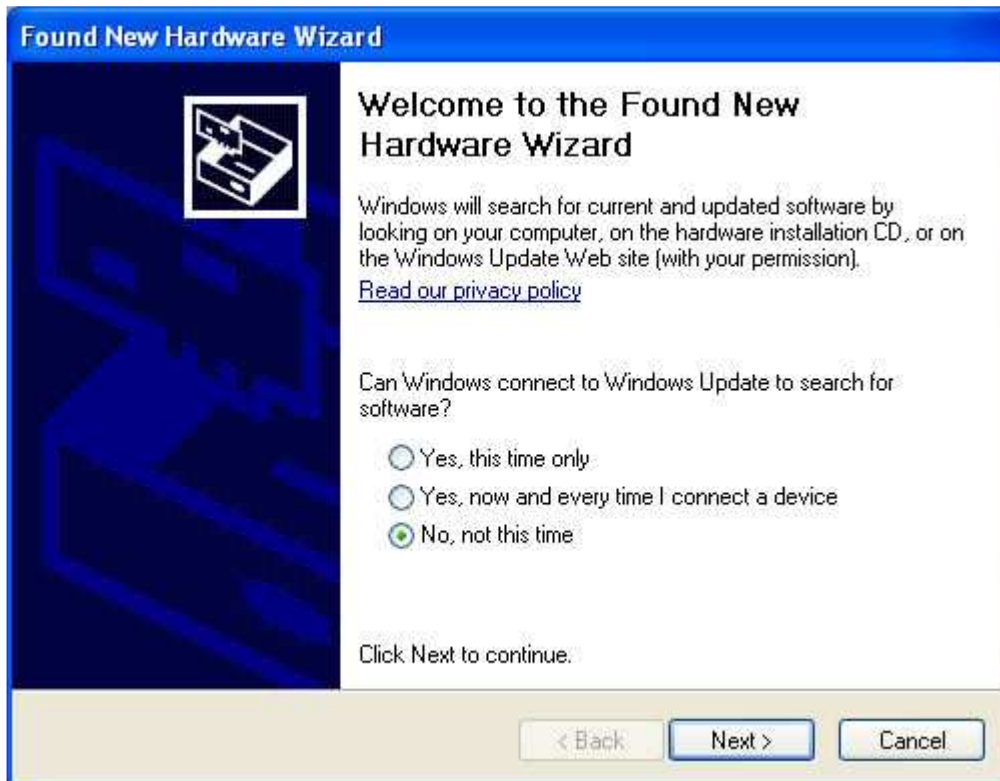 Found New Hardware Wizard
Welcome to the Found New
Hardware Wizard
Windows will search for current and updated software by
looking on your computer, on the hardware installation CD, or on
the Windows Update Web site (with your permission).
Read our privacy policy
Can Windows connect to Windows Update to search for
software?
Yes, this time only
Yes, now and every time I connect a device
No, not this time
Click Next to continue.
< Back
Next >
Cancel